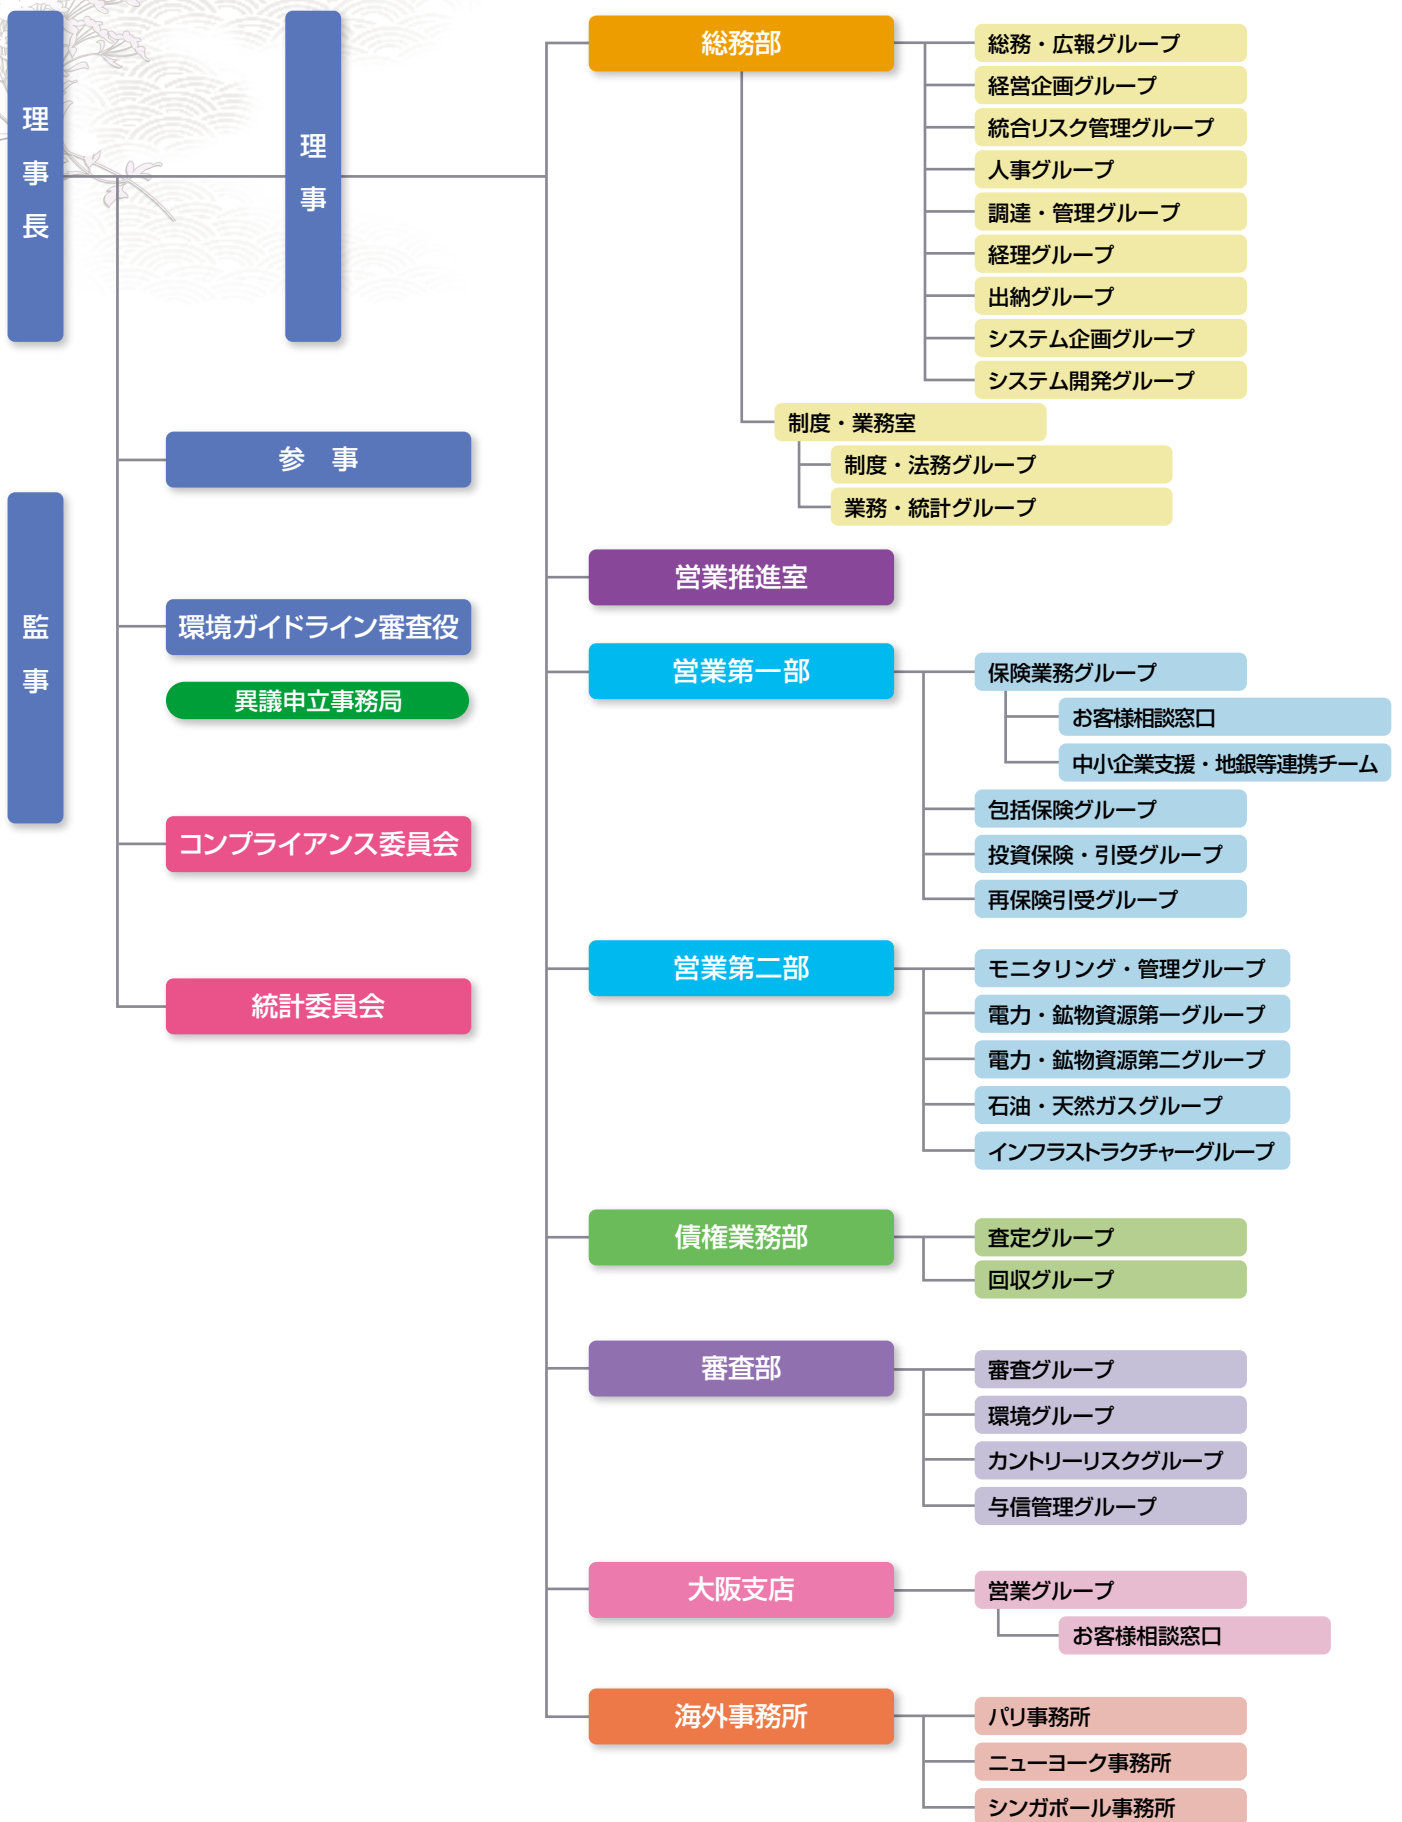 理事長
理事
監事
参 事
環境ガイドライン審査役
異議申立事務局
コンプライアンス委員会
統計委員会
総務部
総務・広報グループ
経営企画グループ
統合リスク管理グループ
人事グループ
調達・管理グループ
経理グループ
出納グループ
システム企画グループ
システム開発グループ
制度・業務室
制度・法務グループ
業務・統計グループ
営業推進室
営業第一部
保険業務グループ
お客様相談窓口
中小企業支援・地銀等連携チーム
包括保険グループ
投資保険・引受グループ
再保険引受グループ
営業第二部
モニタリング・管理グループ
電力・鉱物資源第一グループ
電力・鉱物資源第二グループ
石油・天然ガスグループ
インフラストラクチャーグループ
債権業務部
査定グループ
回収グループ
審査部
審査グループ
環境グループ
カントリーリスクグループ
与信管理グループ
大阪支店
営業グループ
お客様相談窓口
海外事務所
パリ事務所
ニューヨーク事務所
シンガポール事務所